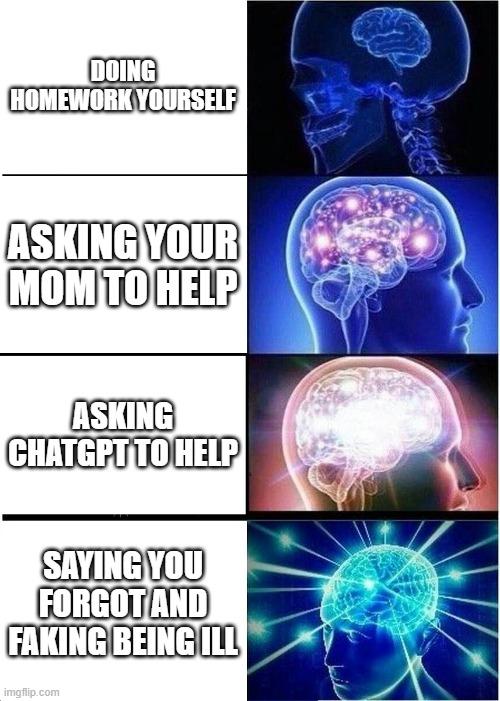 DOING
HOMEWORK YOURSELF
ASKING YOUR
MOM TO HELP
ASKING
CHATGPT TO HELP
SAYING YOU
FORGOT AND
FAKING BEING ILL
imgflip.com